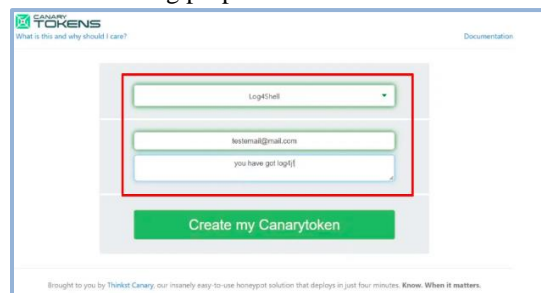 CANARY
TOKENS
What is this and why should I care?
Documentation
Log4Shell
testemail@mail.com
you have got log4j!
Create my Canarytoken
Brought to you by Thinkst Canary, our insanely easy-to-use honeypot solution that deploys in just four minutes. Know. When it matters.